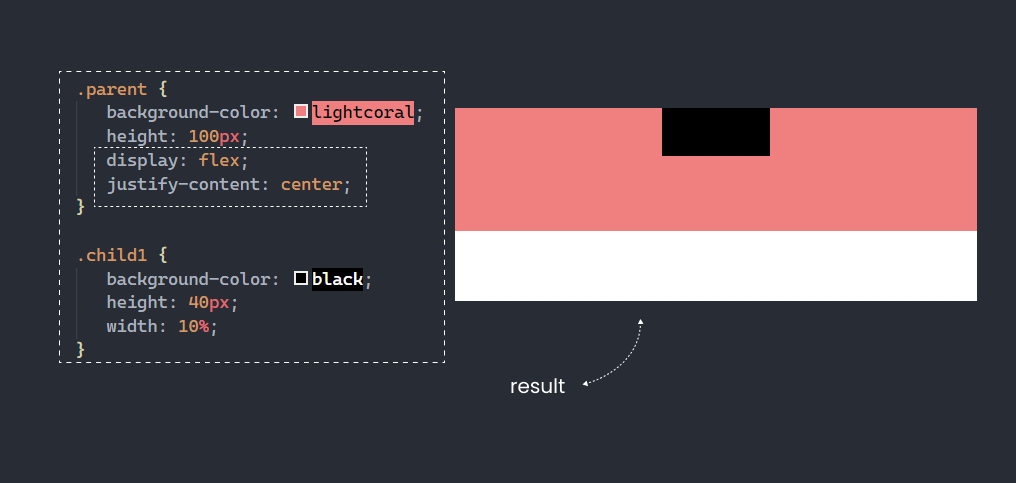 .parent {
background-color: lightcoral;
height: 100px;
display: flex;
justify-content: center;
}
.child1 {
background-color: black;
height: 40px;
width: 10%;
}
result